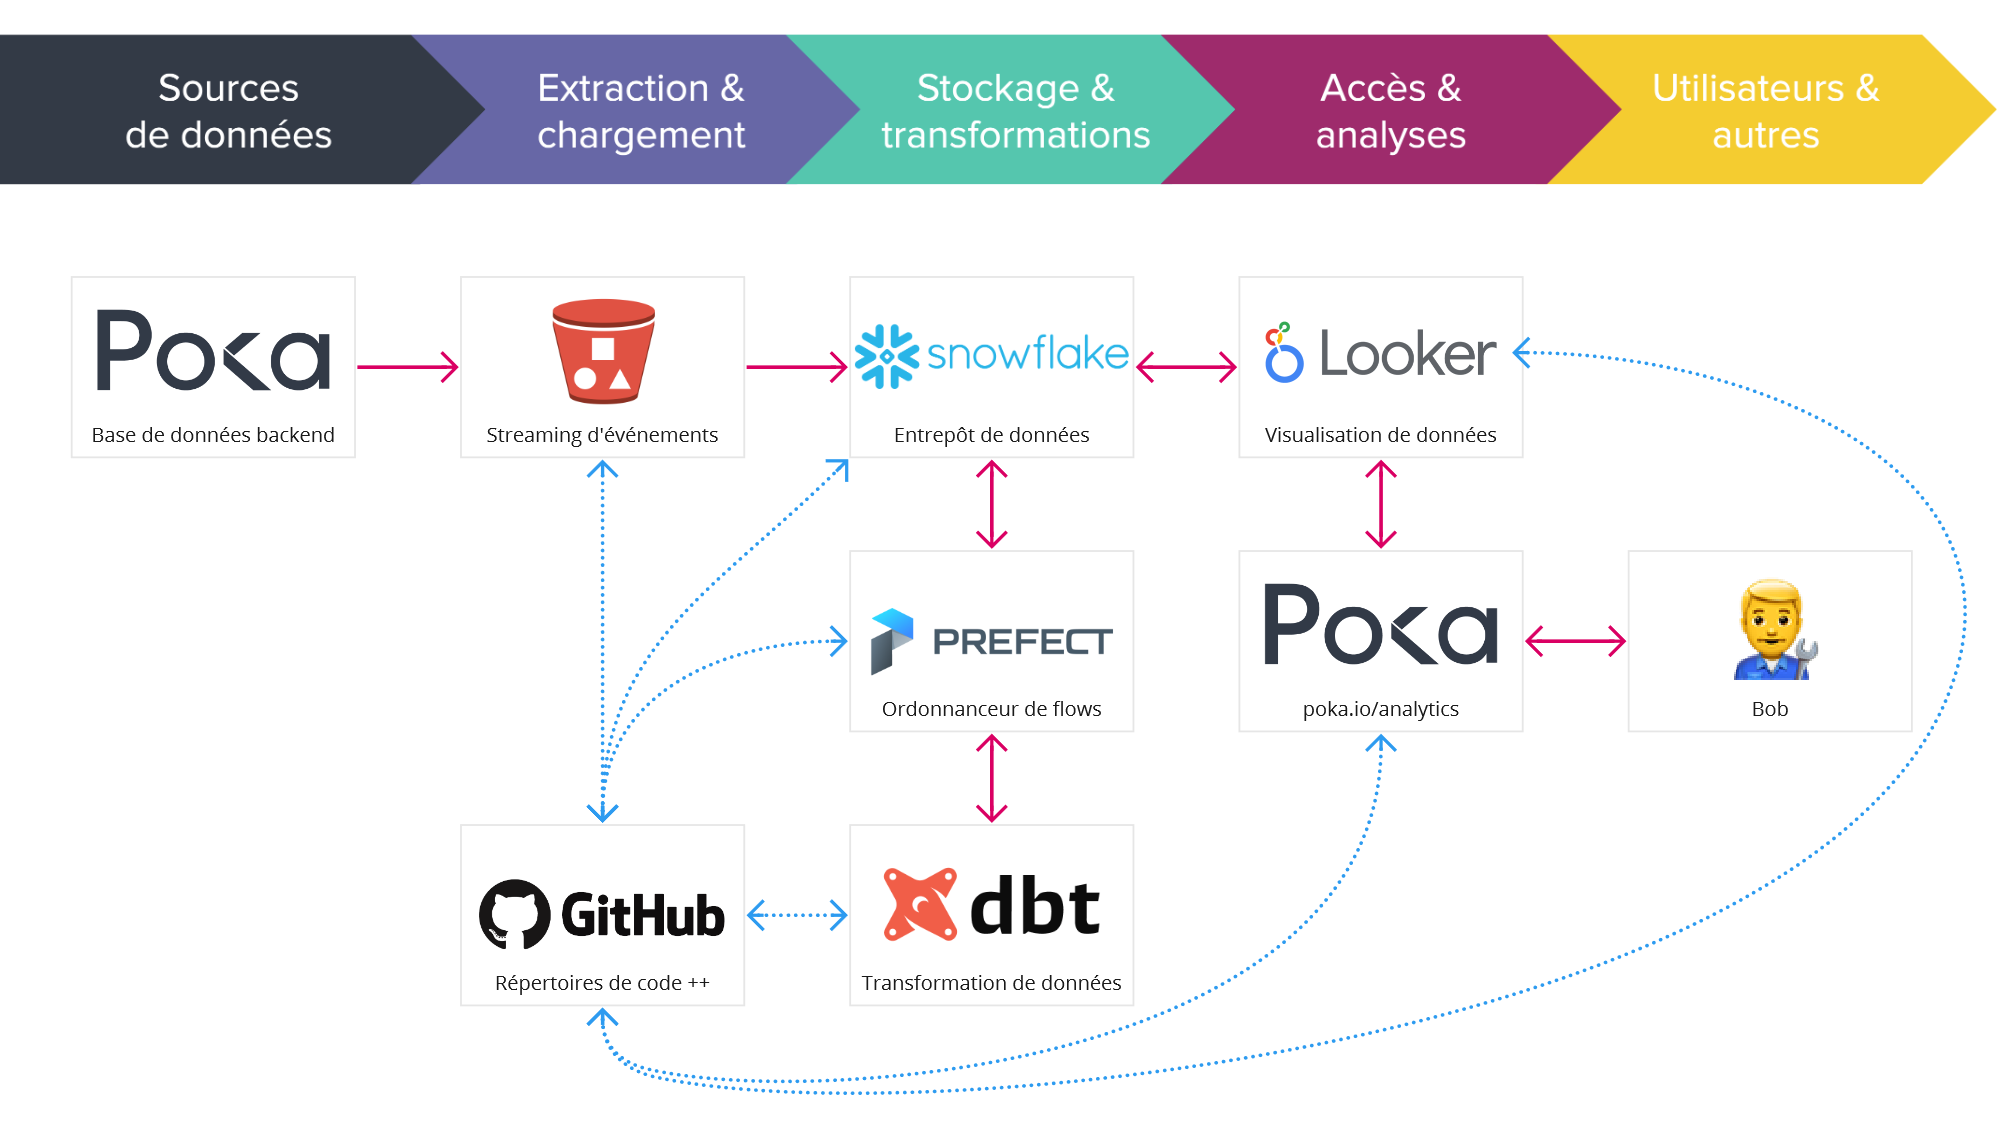 Sources
de données
Extraction &
chargement
Stockage &
transformations
Accès &
analyses
Utilisateurs &
autres
Poka
Base de données backend
Streaming d'événements
snowflake
Entrepôt de données
Looker
Visualisation de données
PREFECT
Ordonnanceur de flows
Poka
poka.io/analytics
Bob
GitHub
Répertoires de code ++
dbt
Transformation de données